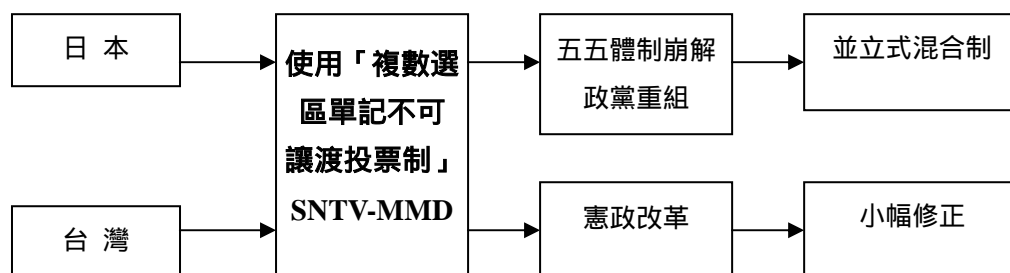 日 本
使用「複數選
區單記不可
讓渡投票制」
SNTV-MMD
五五體制崩解
政黨重組
並立式混合制
台 灣
憲政改革
小幅修正